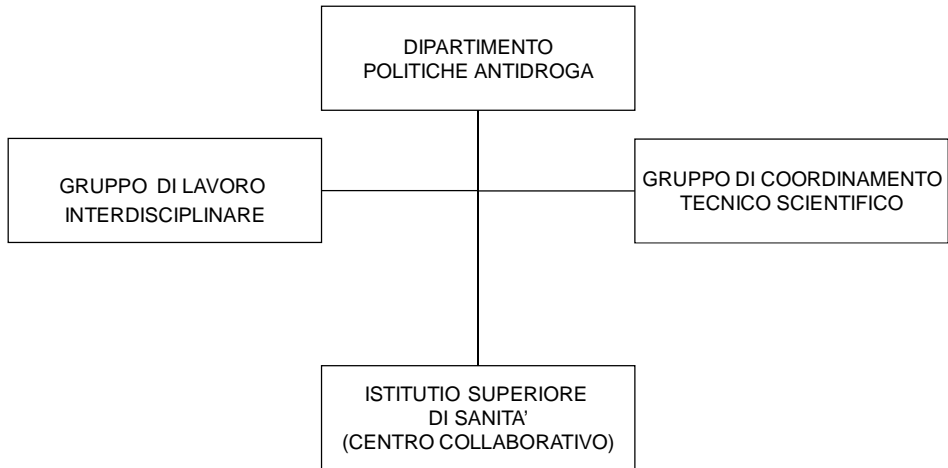 DIPARTIMENTO
POLITICHE ANTIDROGA
GRUPPO DI LAVORO
INTERDISCIPLINARE
GRUPPO DI COORDINAMENTO
TECNICO SCIENTIFICO
ISTITUTIO SUPERIORE
DI SANITA’
(CENTRO COLLABORATIVO)